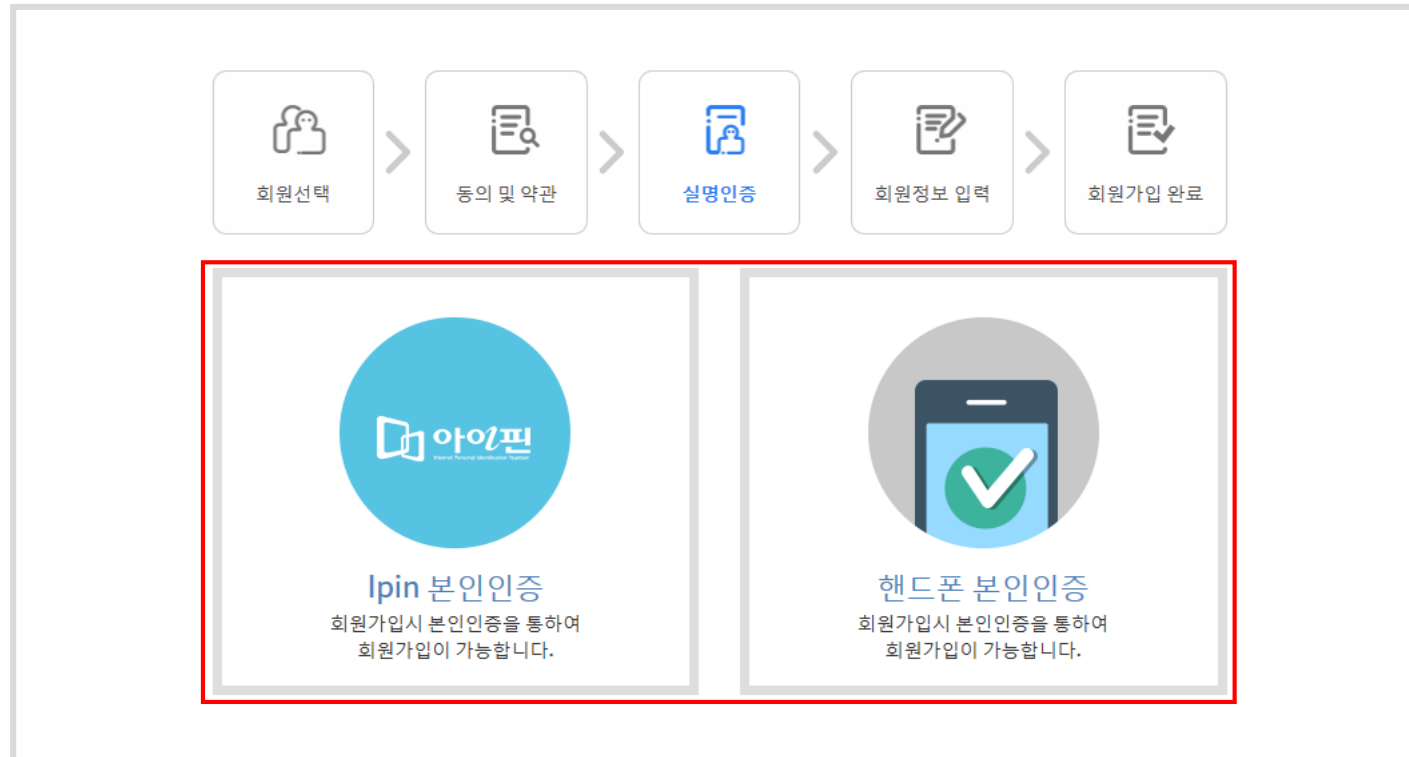 회원선택
동의 및 약관
실명인증
회원정보 입력
회원가입 완료
아이핀
Internet Personal Identification Number
Ipin 본인인증
회원가입시 본인인증을 통하여
회원가입이 가능합니다.
핸드폰 본인인증
회원가입시 본인인증을 통하여
회원가입이 가능합니다.